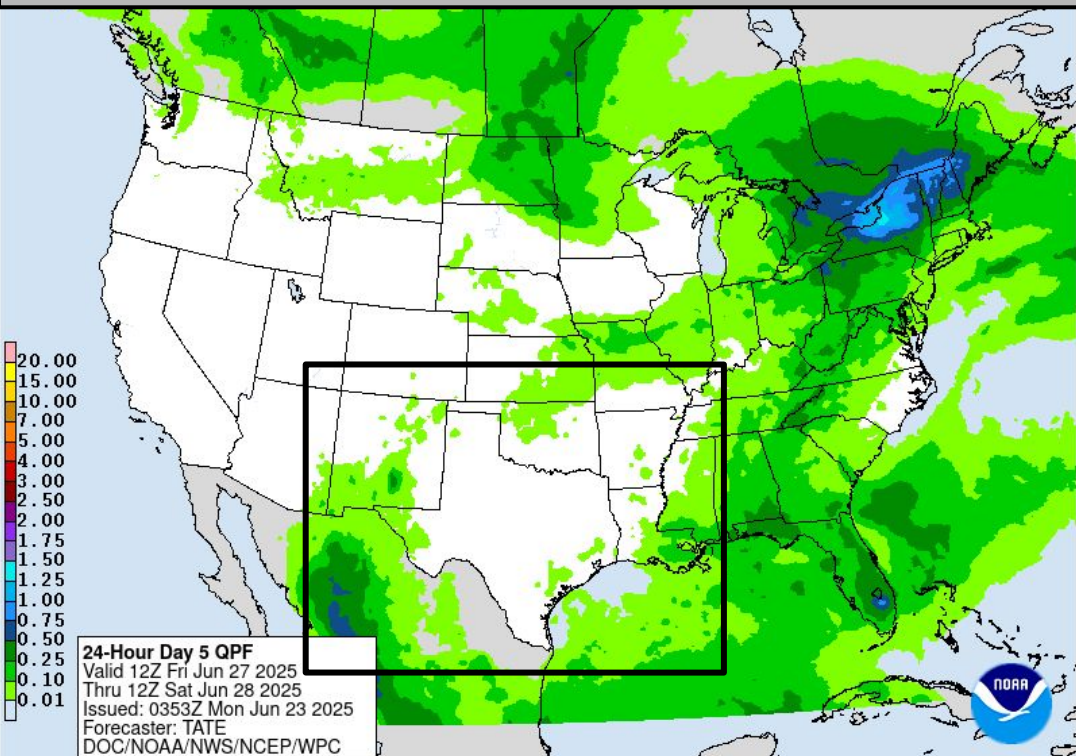 20.00
15.00
10.00
7.00
5.00
4.00
3.00
2.50
2.00
1.75
1.50
1.25
1.00
0.75
0.50
0.25
0.10
0.01
24-Hour Day 5 QPF
Valid 12Z Fri Jun 27 2025
Thru 12Z Sat Jun 28 2025
Issued: 0353Z Mon Jun 23 2025
Forecaster: TATE
DOC/NOAA/NWS/NCEP/WPC
NOAA